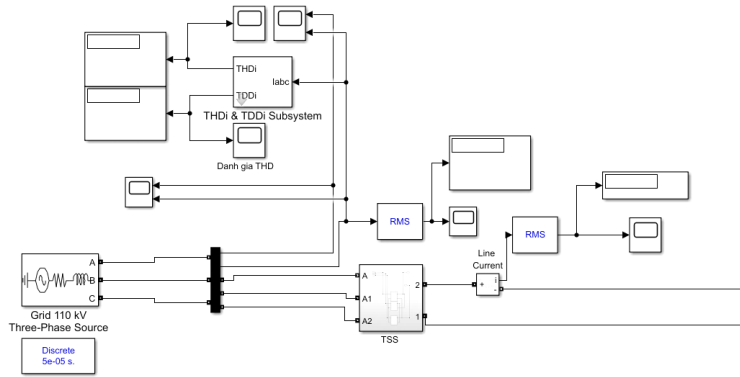 THDi
Iabc
TDDi
THDi & TDDi Subsystem
Danh gia THD
RMS
RMS
Line
Current
i
+
-
A
B
C
Grid 110 kV
Three-Phase Source
A
A1
A2
2
1
TSS
Discrete
5e-05 s.